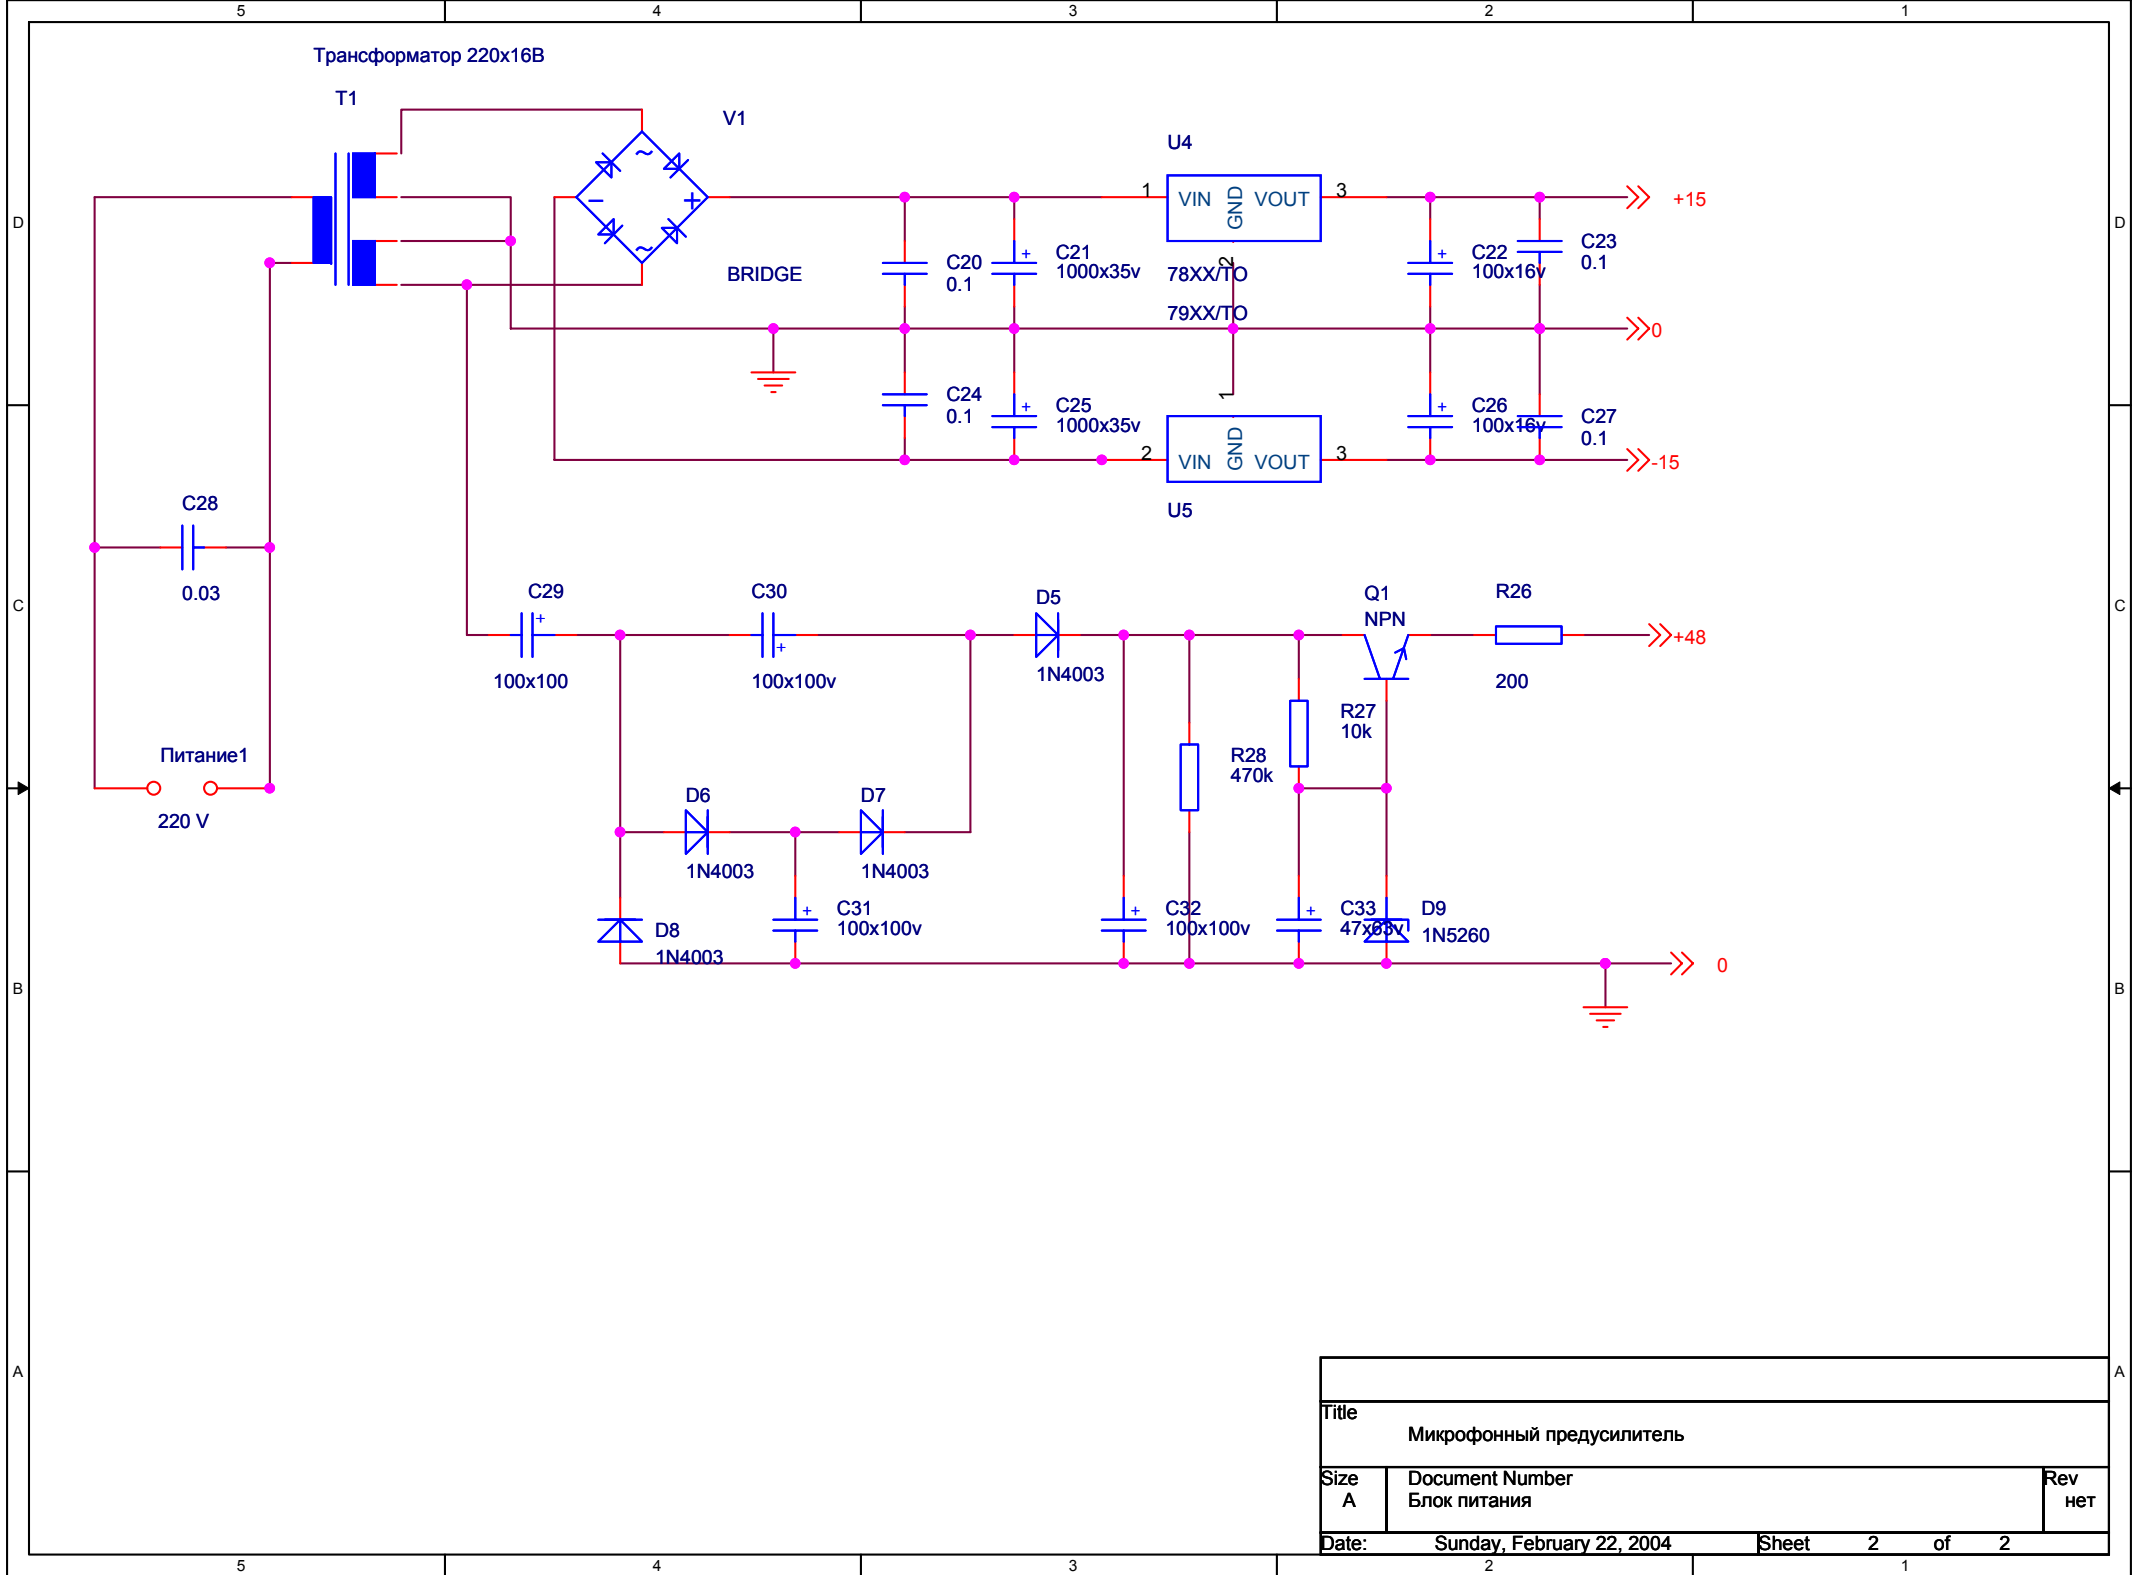 5 4 3 2 1
Трансформатор 220x16В
T1
V1
BRIDGE
U4
1 VIN GND VOUT 3
2
78XX/TO
79XX/TO
1
2 VIN GND VOUT 3
U5
C20
0.1
C21
1000x35v
C22
100x16v
C23
0.1
C24
0.1
C25
1000x35v
C26
100x16v
C27
0.1
+15
0
-15
D D
C28
0.03
Питание1
220 V
C C
C29
100x100
C30
100x100v
D5
1N4003
Q1
NPN
R26
200
+48
R27
10k
R28
470k
D6
1N4003
D7
1N4003
D8
1N4003
C31
100x100v
C32
100x100v
C33
47x63v
D9
1N5260
0
B B
A A
Title
Микрофонный предусилитель
Size Document Number Rev
A Блок питания нет
Date: Sunday, February 22, 2004 Sheet 2 of 2
5 4 3 2 1